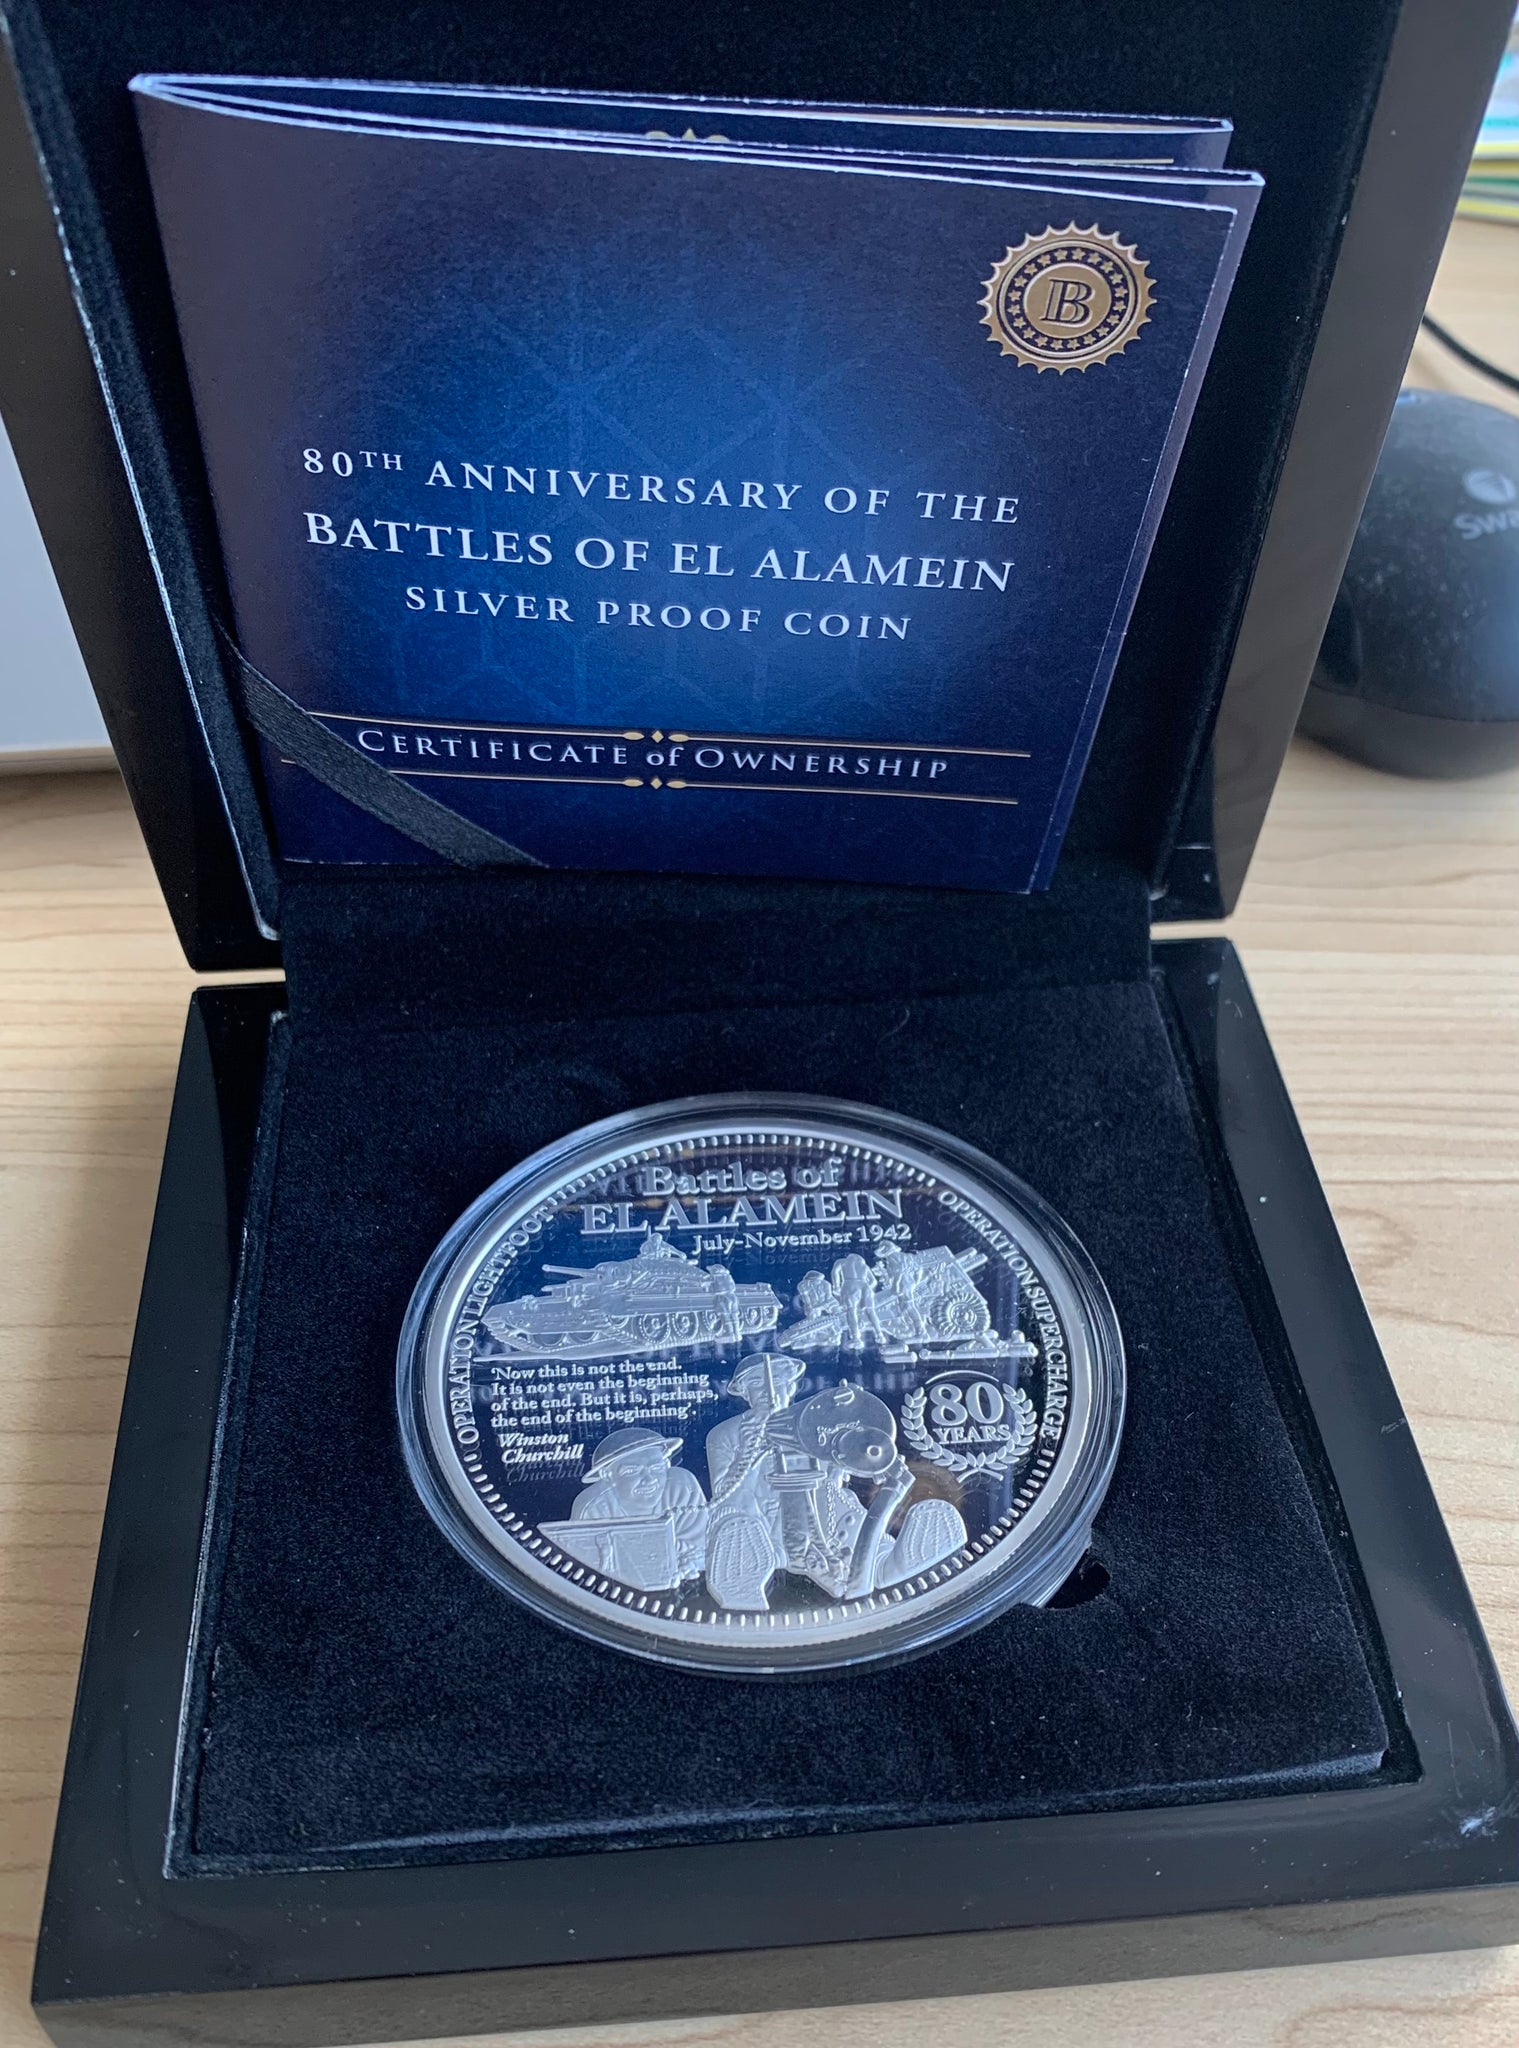 B
80TH ANNIVERSARY OF THE
BATTLES OF EL ALAMEIN
SILVER PROOF COIN
CERTIFICATE of OWNERSHIP
Battles of
EL ALAMEIN
July-November 1942
OPERATION LIGHTFOOT
OPERATION SUPERCHARGE
'Now this is not the end.
It is not even the beginning
of the end. But it is, perhaps,
the end of the beginning'.
Winston
Churchill
80
YEARS